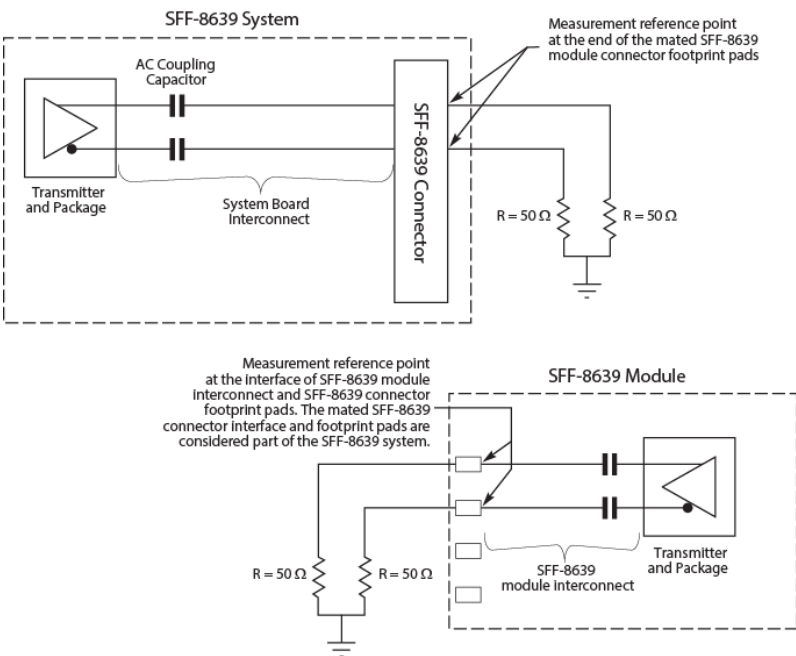 SFF-8639 System
Measurement reference point
at the end of the mated SFF-8639
module connector footprint pads
AC Coupling
Capacitor
SFF-8639 Connector
Transmitter
and Package
System Board
Interconnect
R = 50 Ω
R = 50 Ω
Measurement reference point
at the interface of SFF-8639 module
interconnect and SFF-8639 connector
footprint pads. The mated SFF-8639
connector interface and footprint pads are
considered part of the SFF-8639 system.
SFF-8639 Module
R = 50 Ω
R = 50 Ω
SFF-8639
module interconnect
Transmitter
and Package